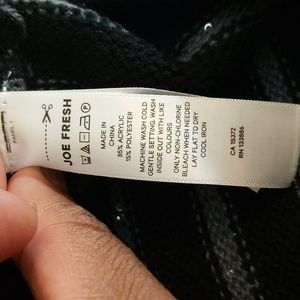 JOE FRESH
MADE IN
CHINA
85% ACRYLIC
15% POLYESTER
MACHINE WASH COLD
GENTLE SETTING, WASH
INSIDE OUT WITH LIKE
COLOURS
ONLY NON-CHLORINE
BLEACH WHEN NEEDED
LAY FLAT TO DRY
COOL IRON
CA 15372
RN 133886